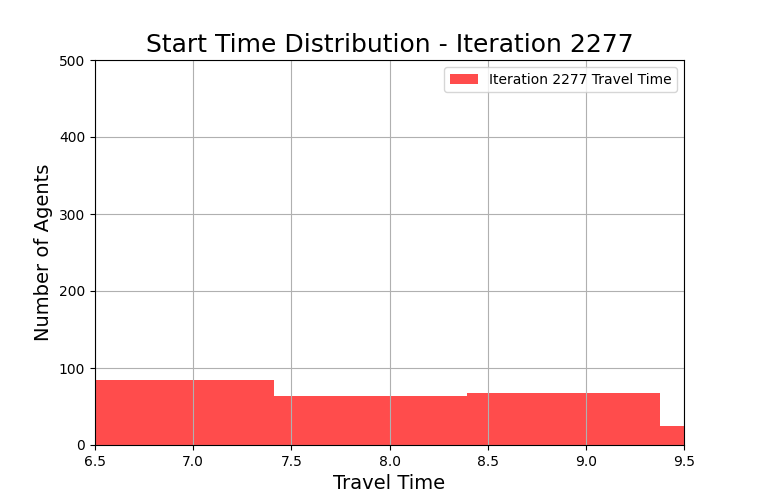 Start Time Distribution - Iteration 2277
Iteration 2277 Travel Time
Number of Agents
500
400
300
200
100
0
6.5 7.0 7.5 8.0 8.5 9.0 9.5
Travel Time